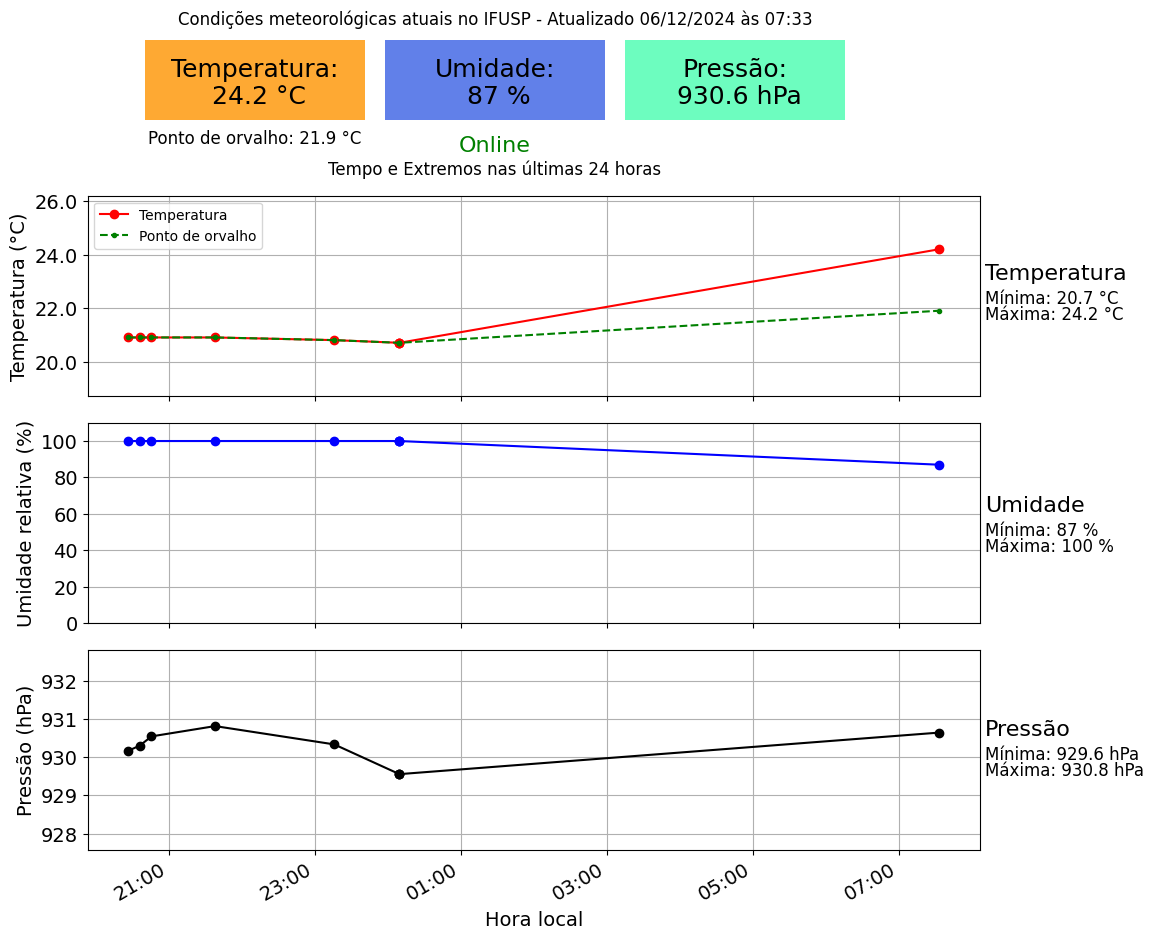 Condições meteorológicas atuais no IFUSP - Atualizado 06/12/2024 às 07:33
Temperatura:
24.2 °C
Umidade:
87 %
Pressão:
930.6 hPa
Ponto de orvalho: 21.9 °C
Online
Tempo e Extremos nas últimas 24 horas
Temperatura (°C)
26.0
24.0
22.0
20.0
Temperatura
Ponto de orvalho
Temperatura
Mínima: 20.7 °C
Máxima: 24.2 °C
Umidade relativa (%)
100
80
60
40
20
0
Umidade
Mínima: 87 %
Máxima: 100 %
Pressão (hPa)
932
931
930
929
928
Pressão
Mínima: 929.6 hPa
Máxima: 930.8 hPa
21:00
23:00
01:00
03:00
05:00
07:00
Hora local